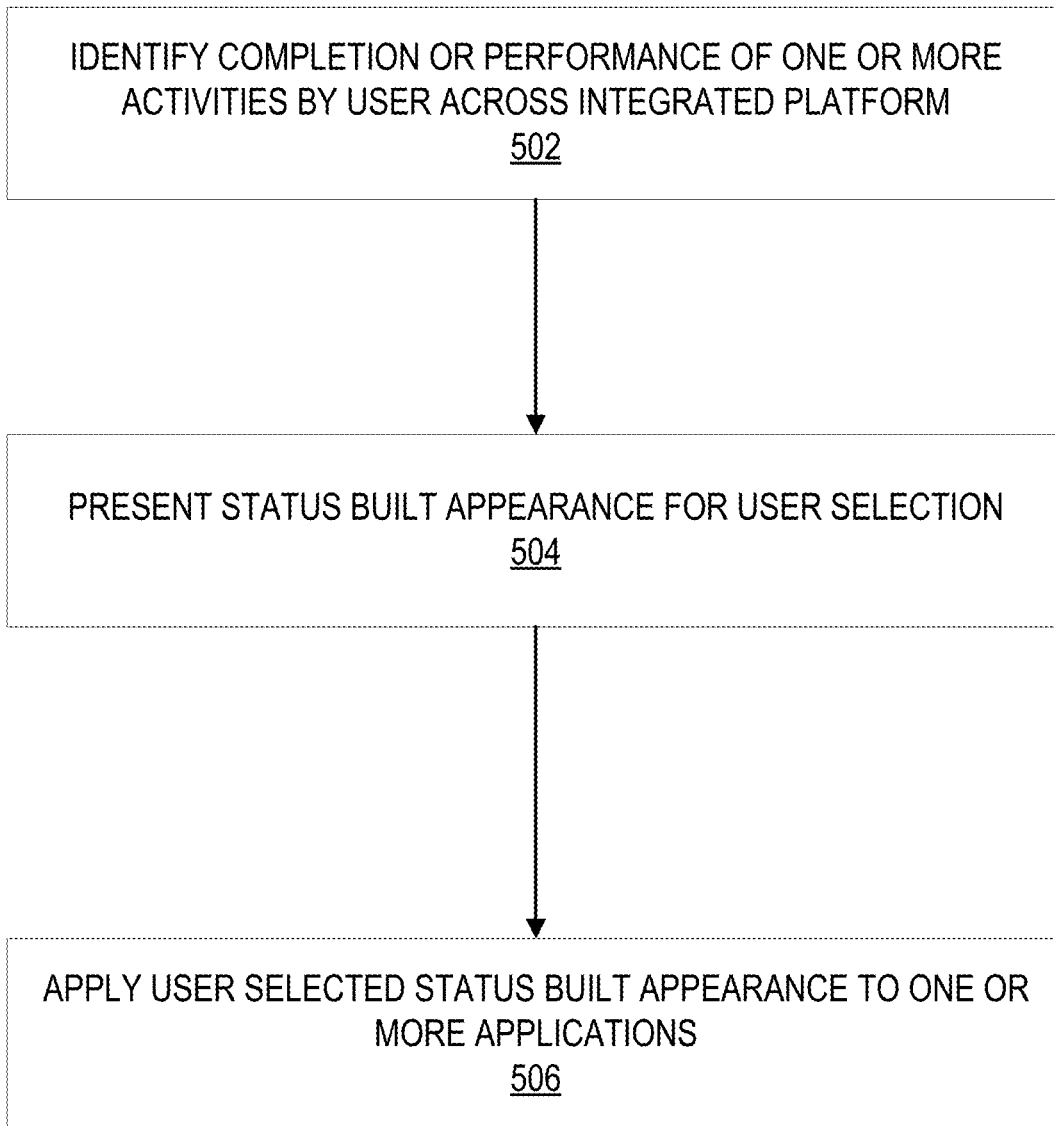 IDENTIFY COMPLETION OR PERFORMANCE OF ONE OR MORE
ACTIVITIES BY USER ACROSS INTEGRATED PLATFORM
502
PRESENT STATUS BUILT APPEARANCE FOR USER SELECTION
504
APPLY USER SELECTED STATUS BUILT APPEARANCE TO ONE OR
MORE APPLICATIONS
506